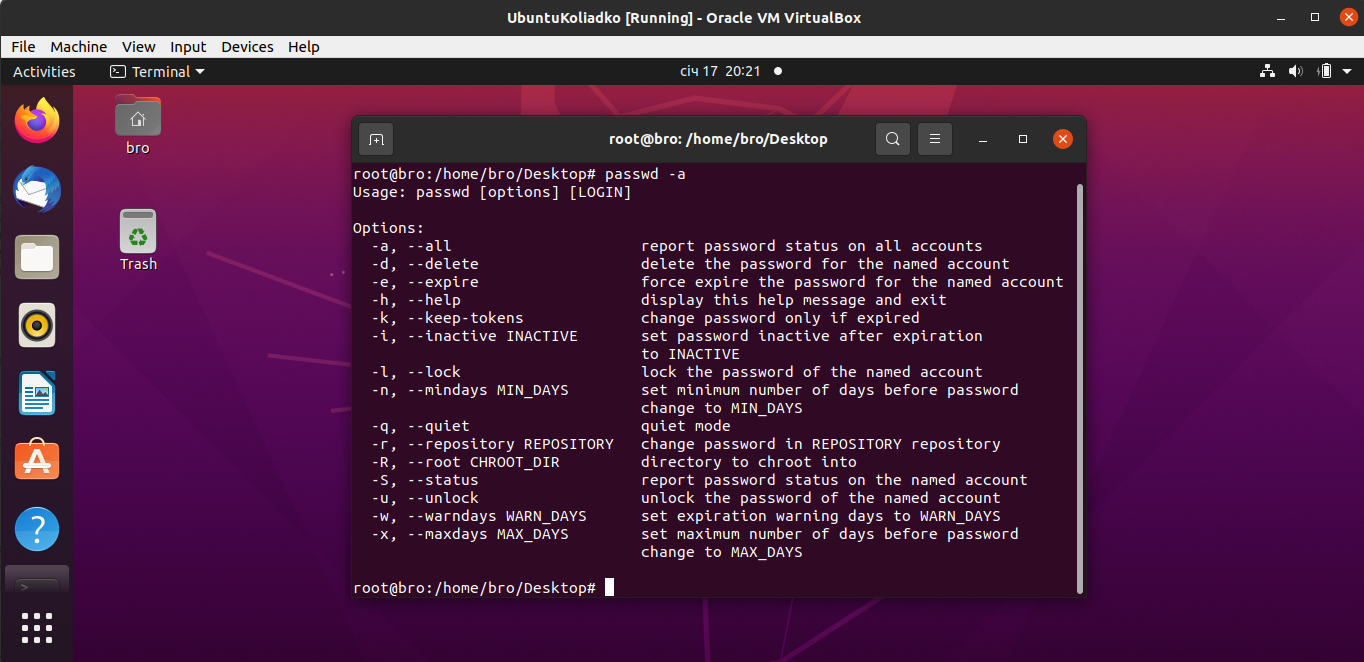 UbuntuKoliadko [Running] - Oracle VM VirtualBox
File Machine View Input Devices Help
Activities Terminal січ 17 20:21
bro
Trash
root@bro: /home/bro/Desktop
root@bro:/home/bro/Desktop# passwd -a
Usage: passwd [options] [LOGIN]
Options:
-a, --all report password status on all accounts
-d, --delete delete the password for the named account
-e, --expire force expire the password for the named account
-h, --help display this help message and exit
-k, --keep-tokens change password only if expired
-i, --inactive INACTIVE set password inactive after expiration
to INACTIVE
-l, --lock lock the password of the named account
-n, --mindays MIN_DAYS set minimum number of days before password
change to MIN_DAYS
-q, --quiet quiet mode
-r, --repository REPOSITORY change password in REPOSITORY repository
-R, --root CHROOT_DIR directory to chroot into
-S, --status report password status on the named account
-u, --unlock unlock the password of the named account
-w, --warndays WARN_DAYS set expiration warning days to WARN_DAYS
-x, --maxdays MAX_DAYS set maximum number of days before password
change to MAX_DAYS
root@bro:/home/bro/Desktop#